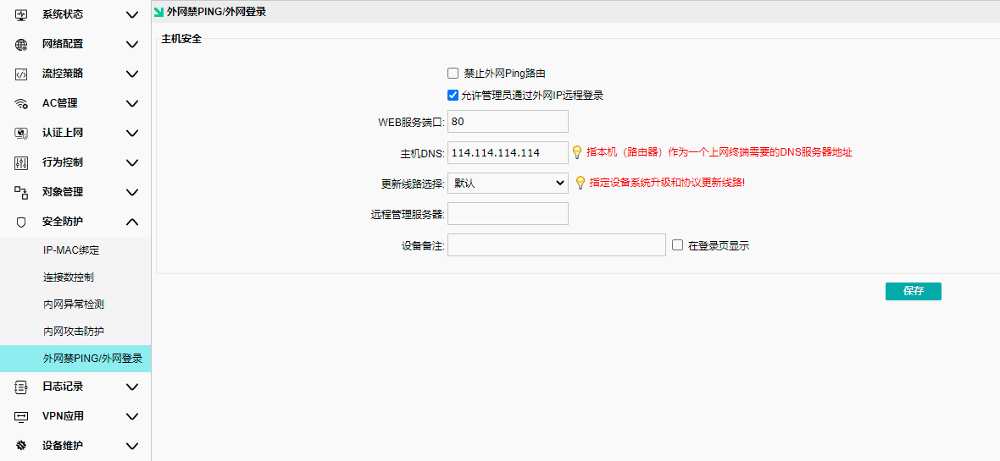 系统状态
网络配置
流控策略
AC管理
认证上网
行为控制
对象管理
安全防护
IP-MAC绑定
连接数控制
内网异常检测
内网攻击防护
外网禁PING/外网登录
日志记录
VPN应用
设备维护
外网禁PING/外网登录
主机安全
禁止外网Ping路由
允许管理员通过外网IP远程登录
WEB服务端口: 80
主机DNS: 114.114.114.114 指本机（路由器）作为一个上网终端需要的DNS服务器地址
更新线路选择: 默认 指定设备系统升级和协议更新线路!
远程管理服务器:
设备备注: 在登录页显示
保存